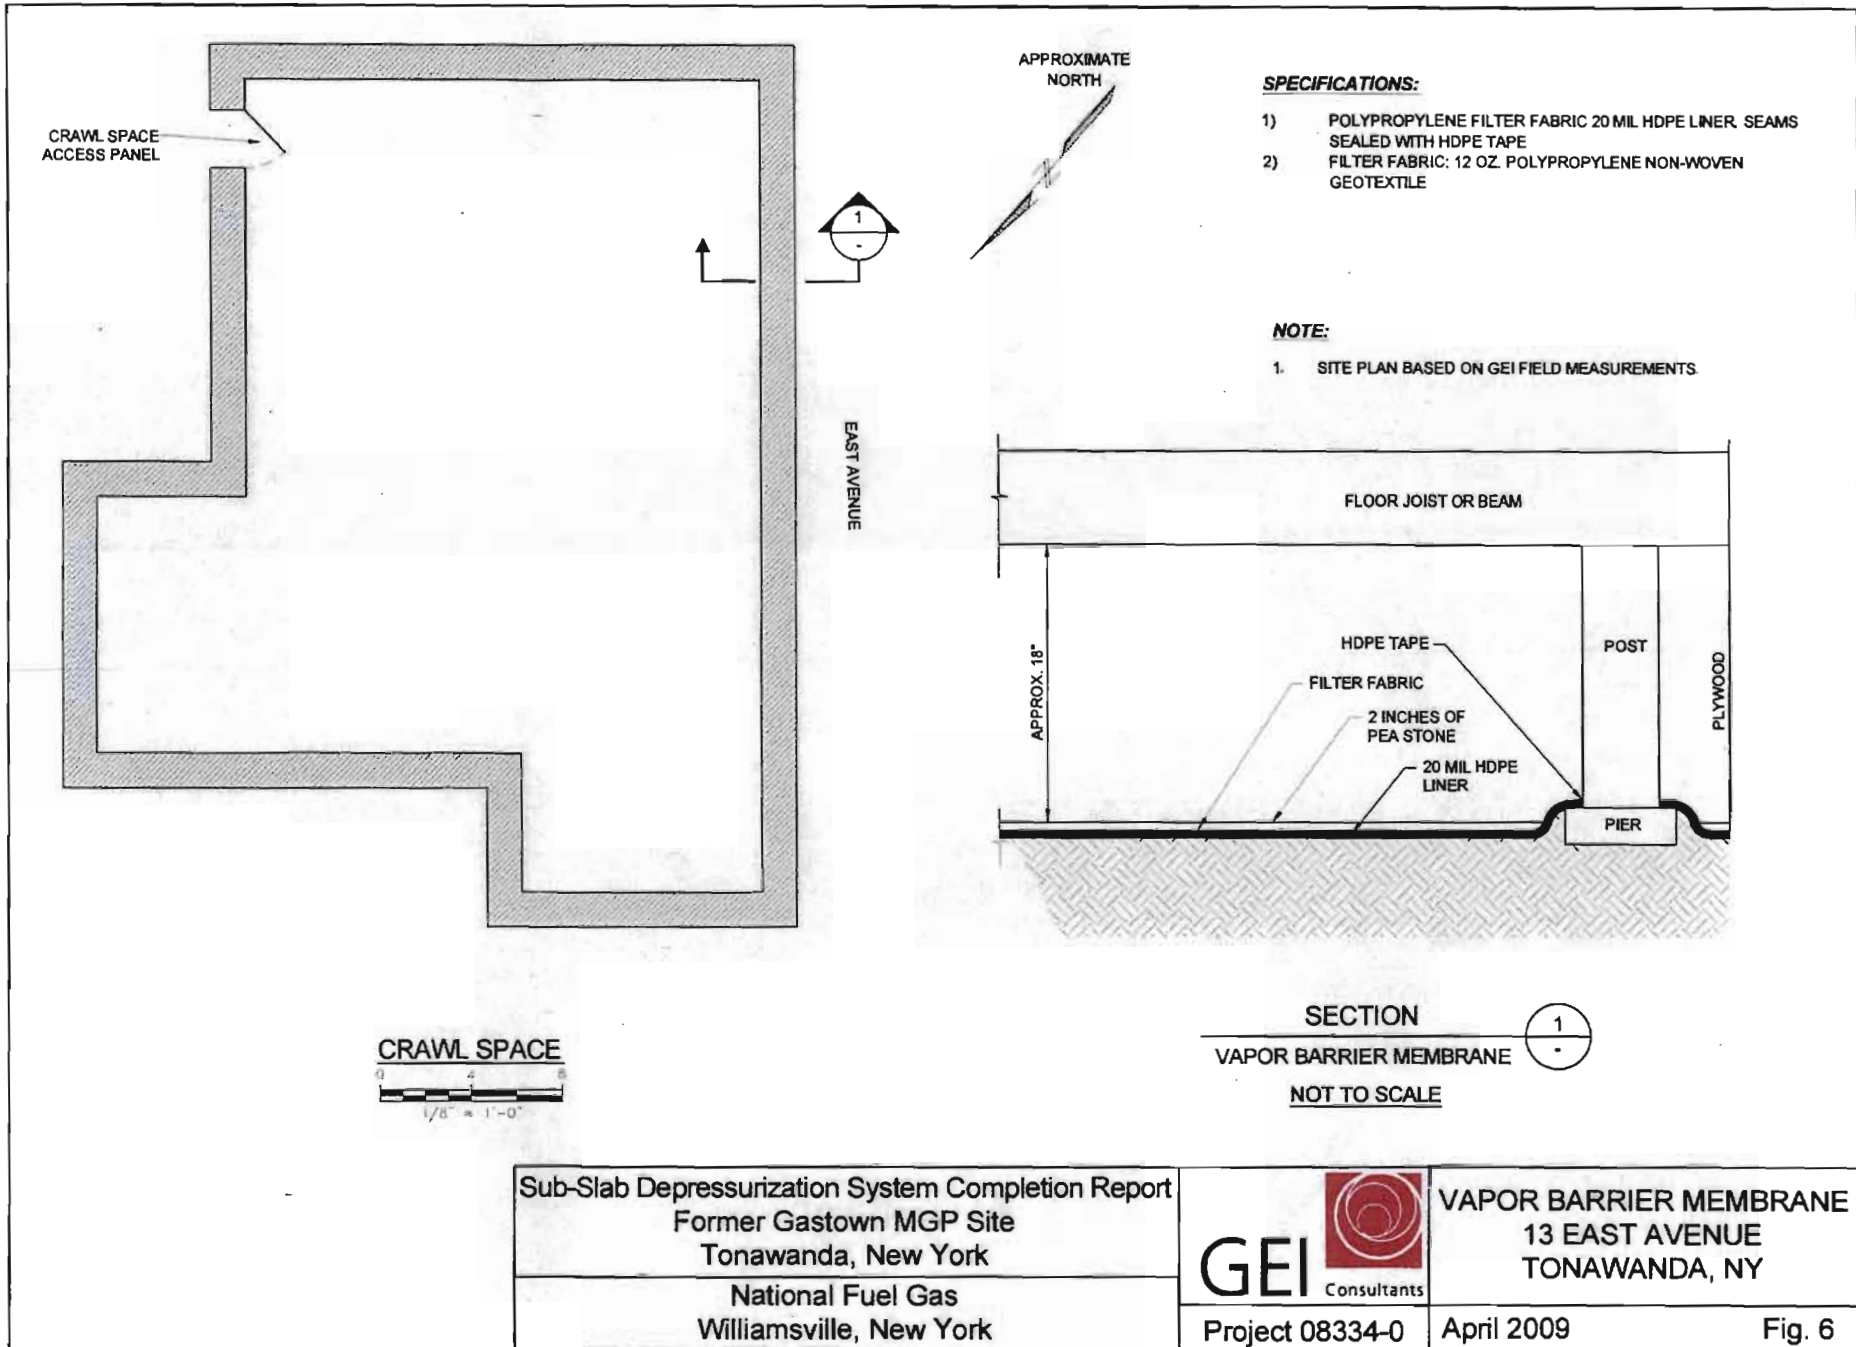 APPROXIMATE
NORTH
SPECIFICATIONS:
1) POLYPROPYLENE FILTER FABRIC 20 MIL HDPE LINER, SEAMS
SEALED WITH HDPE TAPE
2) FILTER FABRIC: 12 OZ. POLYPROPYLENE NON-WOVEN
GEOTEXTILE
CRAWL SPACE
ACCESS PANEL
1
-
NOTE:
1. SITE PLAN BASED ON GEI FIELD MEASUREMENTS.
EAST AVENUE
FLOOR JOIST OR BEAM
APPROX. 18"
HDPE TAPE
POST
PLYWOOD
FILTER FABRIC
2 INCHES OF
PEA STONE
20 MIL HDPE
LINER
PIER
SECTION
1
-
VAPOR BARRIER MEMBRANE
NOT TO SCALE
CRAWL SPACE
0 4 8
1/8" = 1'-0"
Sub-Slab Depressurization System Completion Report
Former Gastown MGP Site
Tonawanda, New York
National Fuel Gas
Williamsville, New York
GEI
Consultants
Project 08334-0
VAPOR BARRIER MEMBRANE
13 EAST AVENUE
TONAWANDA, NY
April 2009 Fig. 6